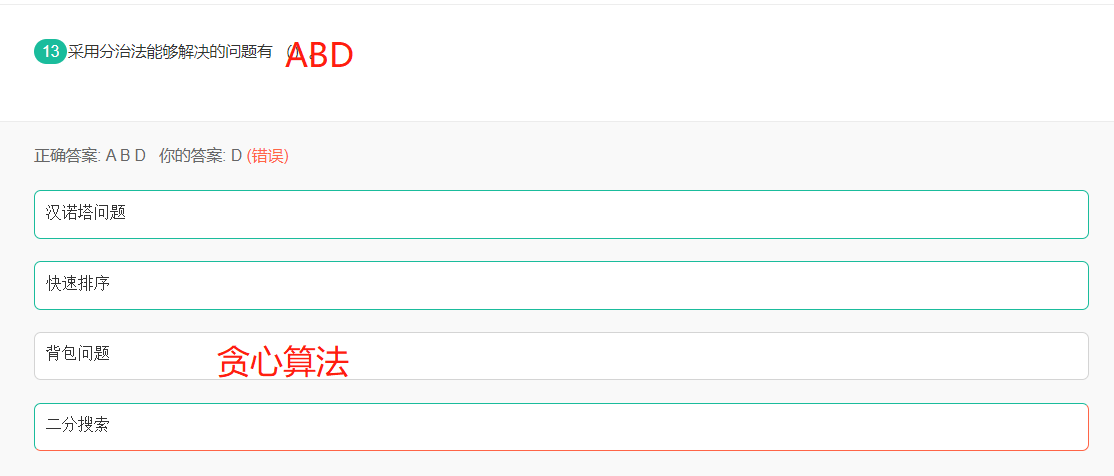 13 采用分治法能够解决的问题有 () 。
ABD
正确答案: A B D 你的答案: D (错误)
汉诺塔问题
快速排序
背包问题
贪心算法
二分搜索